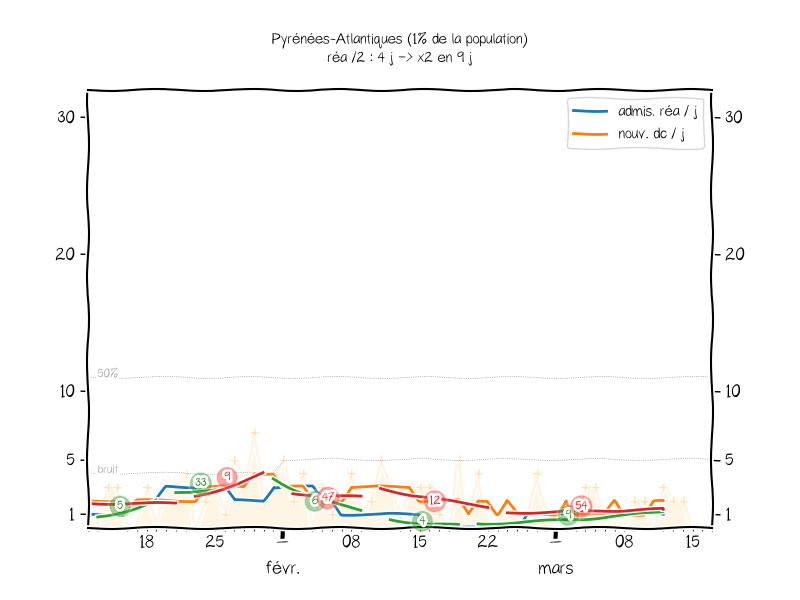 Pyrénées-Atlantiques (1% de la population)
réa /2 : 4 j -> x2 en 9 j
admis. réa / j
nouv. dc / j
30 30
20 20
50%
10 10
5 5
bruit
1 1
5 33 9 6 47 12 4 9 54
18 25 1 08 15 22 1 08 15
févr. mars